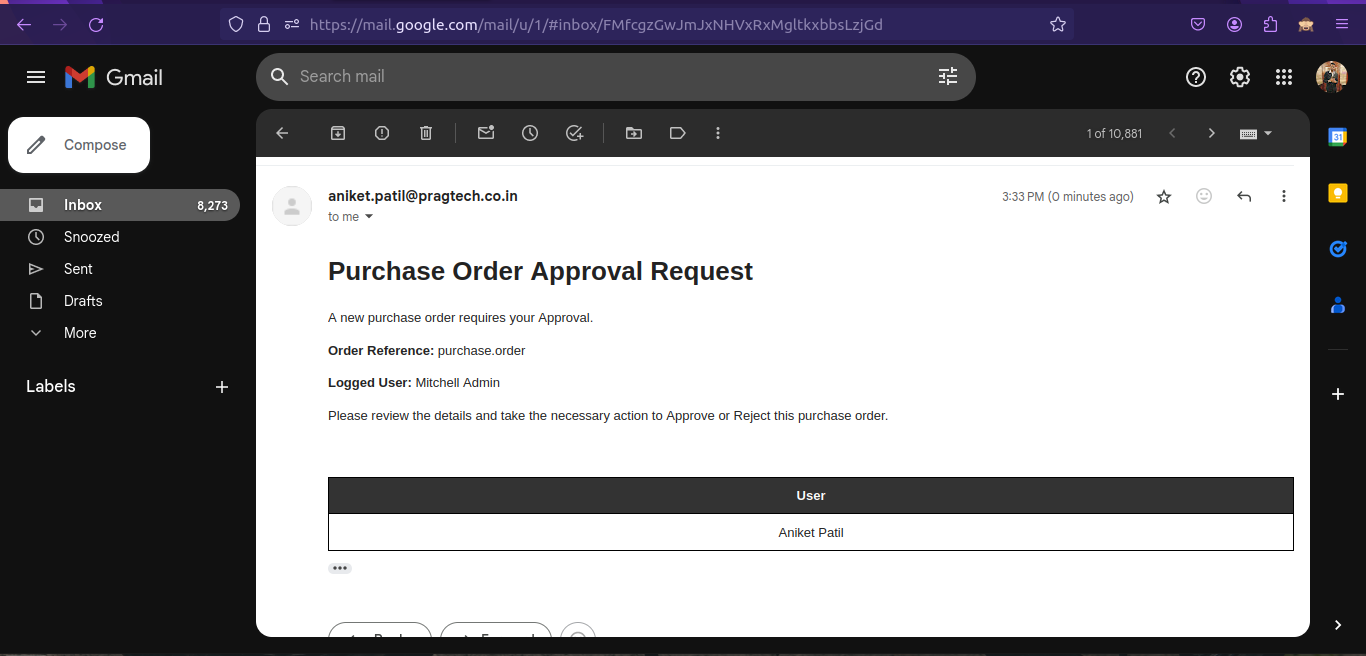 https://mail.google.com/mail/u/1/#inbox/FMfcgzGwJmJxNHVxRxMgltkxbbsLzjGd
Gmail
Search mail
Compose
1 of 10,881
31
Inbox 8,273
Snoozed
Sent
Drafts
More
Labels
aniket.patil@pragtech.co.in
3:33 PM (0 minutes ago)
to me
Purchase Order Approval Request
A new purchase order requires your Approval.
Order Reference: purchase.order
Logged User: Mitchell Admin
Please review the details and take the necessary action to Approve or Reject this purchase order.
User
Aniket Patil